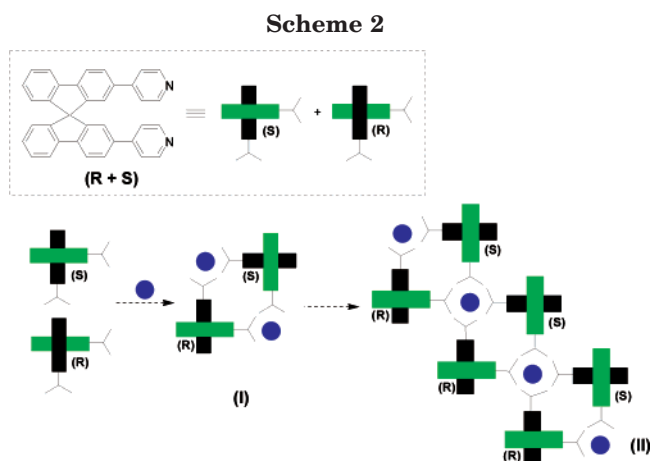 Scheme 2
N
(S)
+
(R)
N
(R + S)
(S)
(R)
(S)
(R)
(I)
(S)
(R)
(S)
(R)
(S)
(R)
(II)